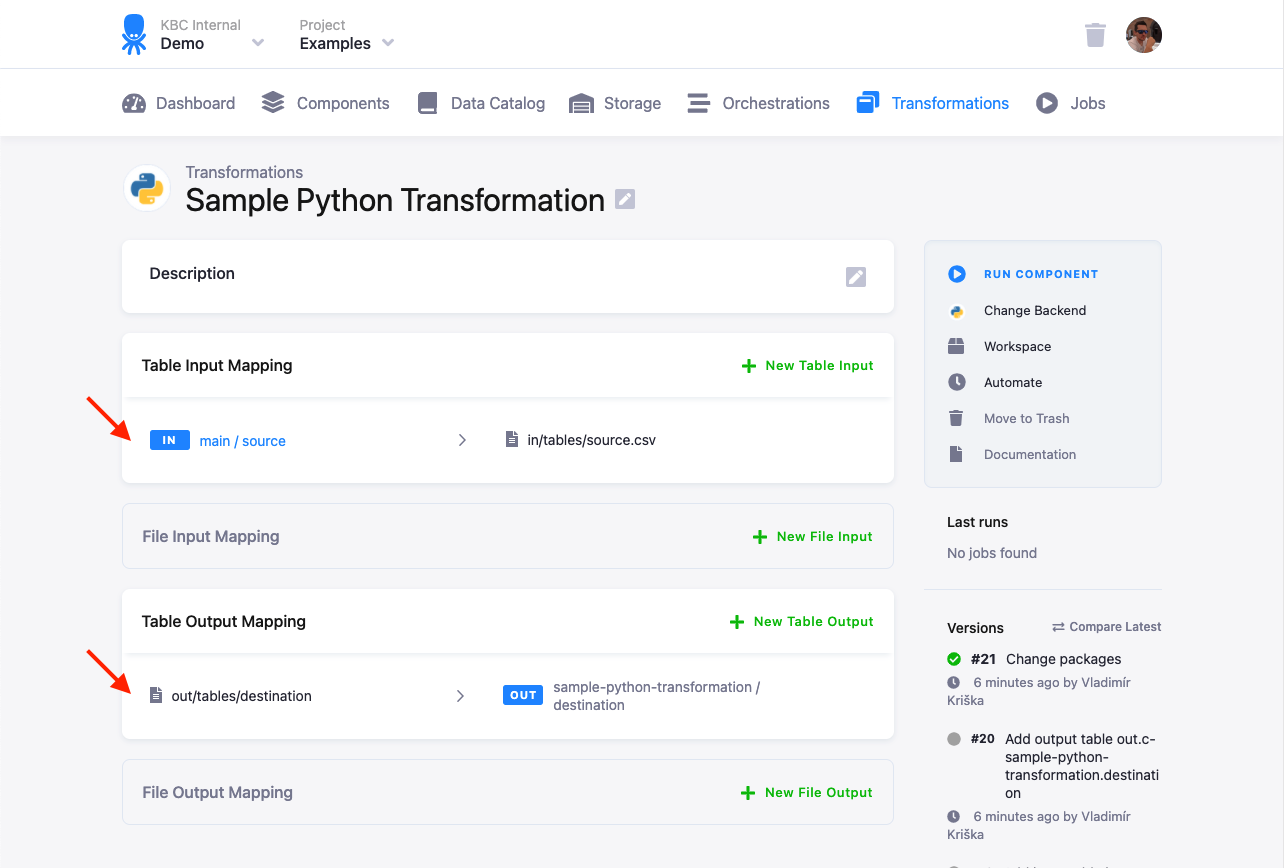 KBC Internal
Demo
Project
Examples
Dashboard
Components
Data Catalog
Storage
Orchestrations
Transformations
Jobs
Transformations
Sample Python Transformation
Description
Table Input Mapping
New Table Input
IN main / source
in/tables/source.csv
File Input Mapping
New File Input
Table Output Mapping
New Table Output
out/tables/destination
OUT
sample-python-transformation /
destination
File Output Mapping
New File Output
RUN COMPONENT
Change Backend
Workspace
Automate
Move to Trash
Documentation
Last runs
No jobs found
Versions
Compare Latest
#21 Change packages
6 minutes ago by Vladimír
Kriška
#20 Add output table out.c-
sample-python-
transformation.destinati
on
6 minutes ago by Vladimír
Kriška